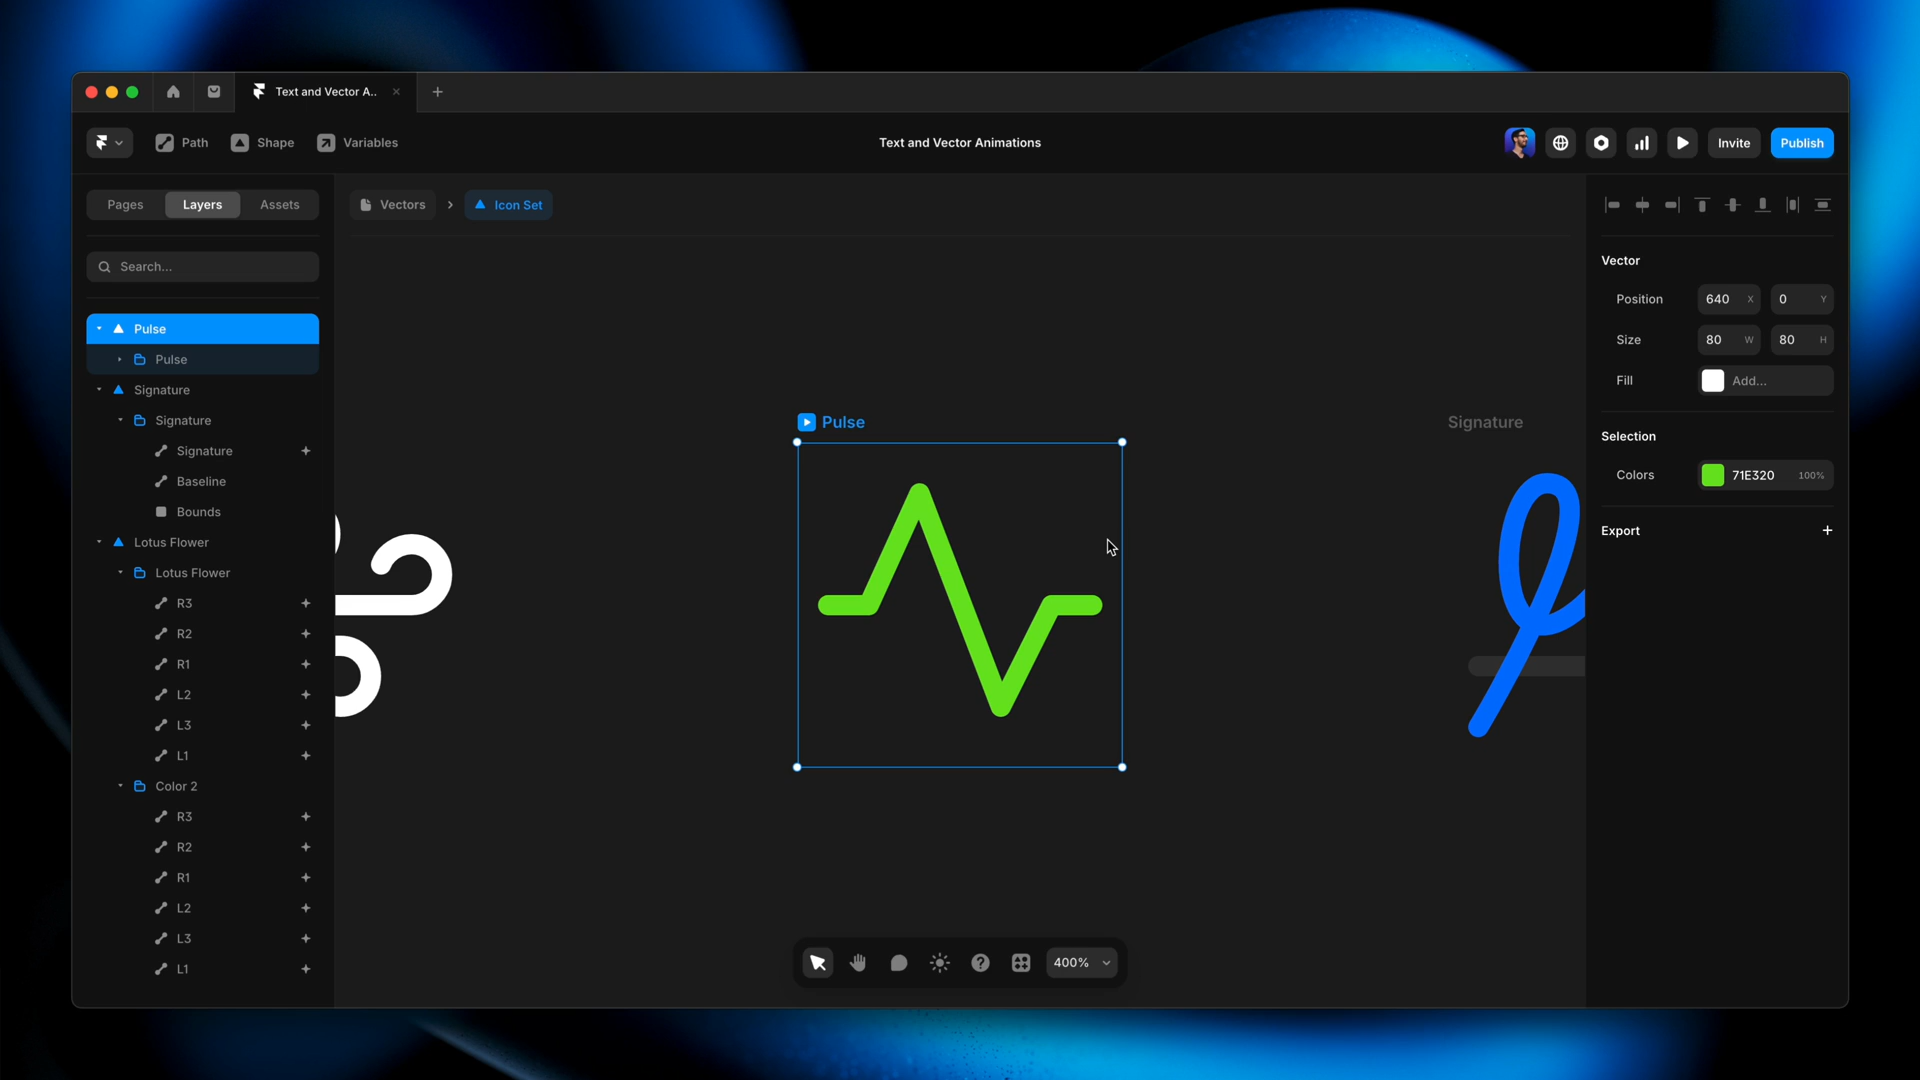 Text and Vector A..
Path
Shape
Variables
Text and Vector Animations
Invite
Publish
Pages
Layers
Assets
Search...
Pulse
Pulse
Signature
Signature
Signature
Baseline
Bounds
Lotus Flower
Lotus Flower
R3
R2
R1
L2
L3
L1
Color 2
R3
R2
R1
L2
L3
L1
Vectors
Icon Set
Pulse
Signature
400%
Vector
Position
640 X
0 Y
Size
80 W
80 H
Fill
Add...
Selection
Colors
71E320
100%
Export